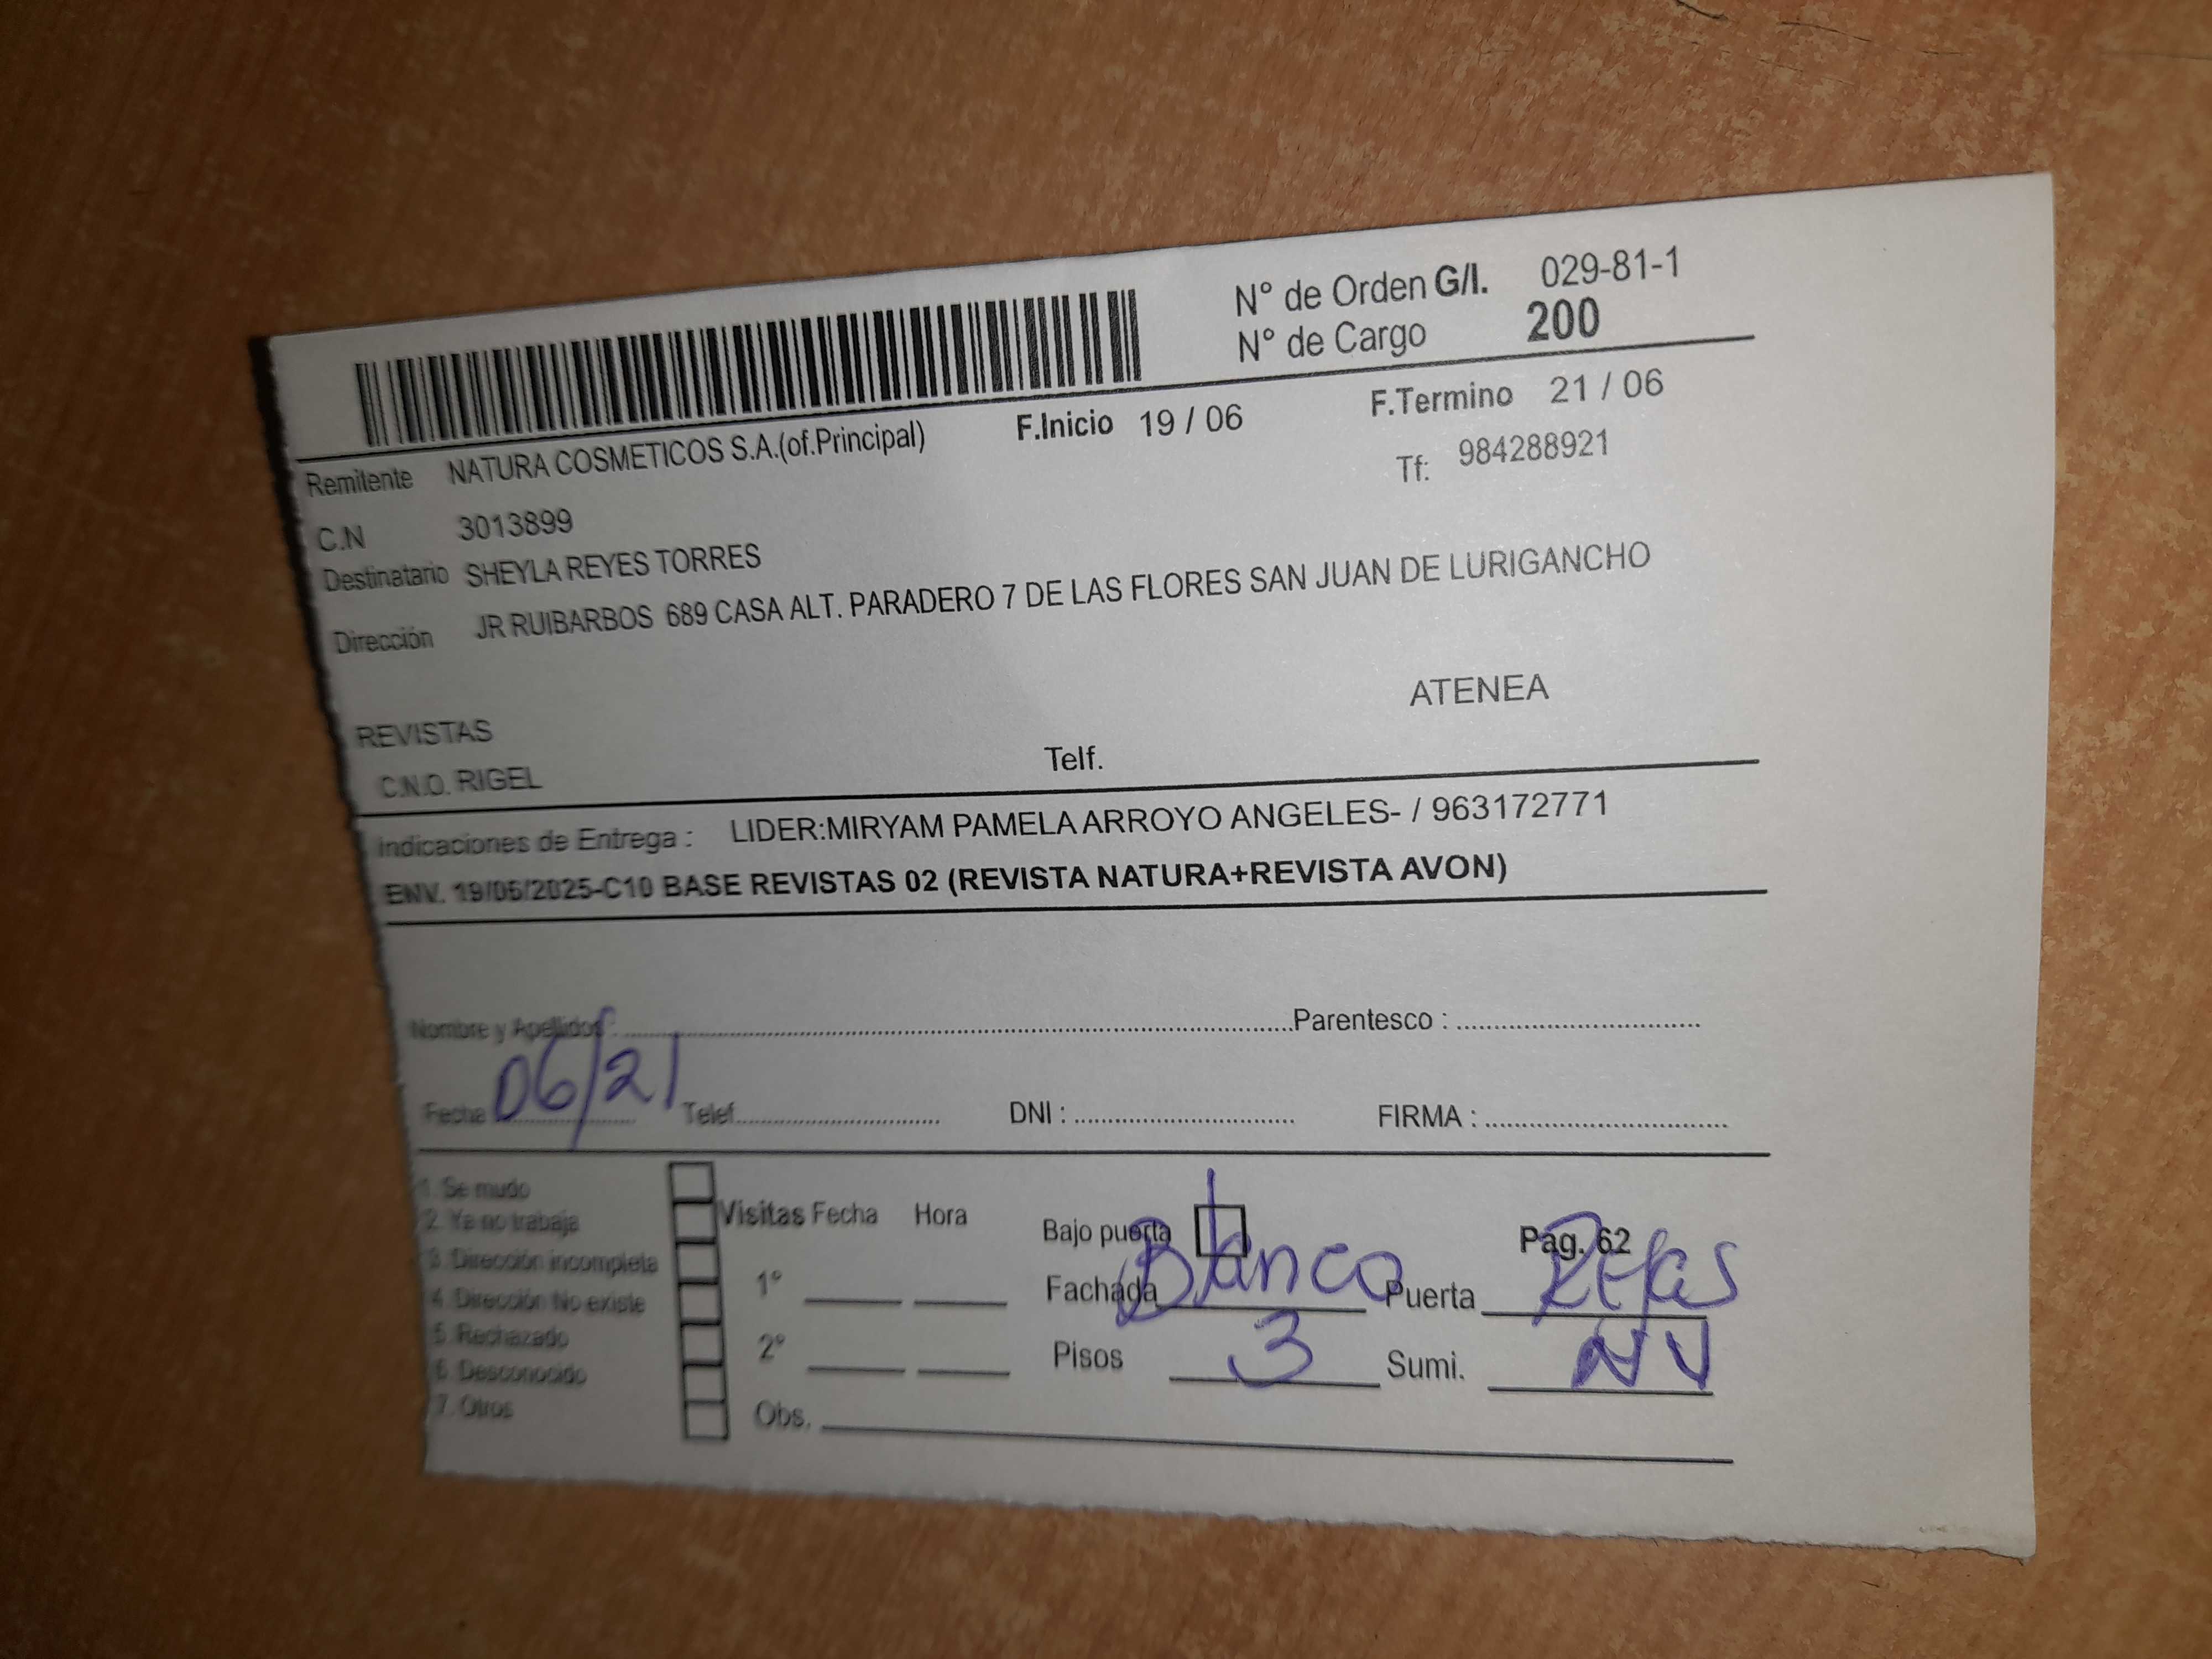 N° de Orden G/I. 029-81-1
N° de Cargo 200
F.Inicio 19 / 06 F.Termino 21 / 06
Remitente NATURA COSMETICOS S.A.(of.Principal) Tf: 984288921
C.N 3013899
Destinatario SHEYLA REYES TORRES
Dirección JR RUIBARBOS 689 CASA ALT. PARADERO 7 DE LAS FLORES SAN JUAN DE LURIGANCHO
ATENEA
REVISTAS
C.N.O. RIGEL Telf.
Indicaciones de Entrega : LIDER:MIRYAM PAMELA ARROYO ANGELES- / 963172771
ENV. 19/06/2025-C10 BASE REVISTAS 02 (REVISTA NATURA+REVISTA AVON)
Nombre y Apellidos : Parentesco :
Fecha 06/21 Telef. DNI : FIRMA :
1. Se mudo
2. Ya no trabaja
3. Dirección incompleta
4. Dirección No existe
5. Rechazado
6. Desconocido
7. Otros
Visitas Fecha Hora
1°
2°
Obs.
Bajo puerta Pág. 62
Fachada Blanco Puerta Rejas
Pisos 3 Sumi. NV